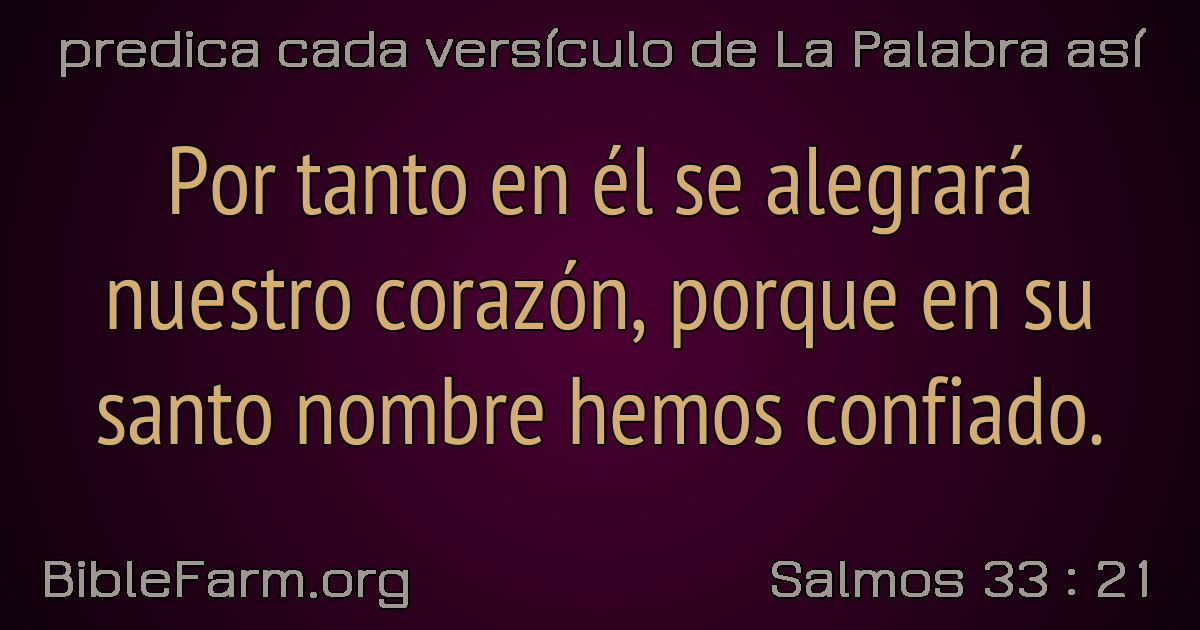 predica cada versículo de La Palabra así
Por tanto en él se alegrará
nuestro corazón, porque en su
santo nombre hemos confiado.
BibleFarm.org
Salmos 33 : 21